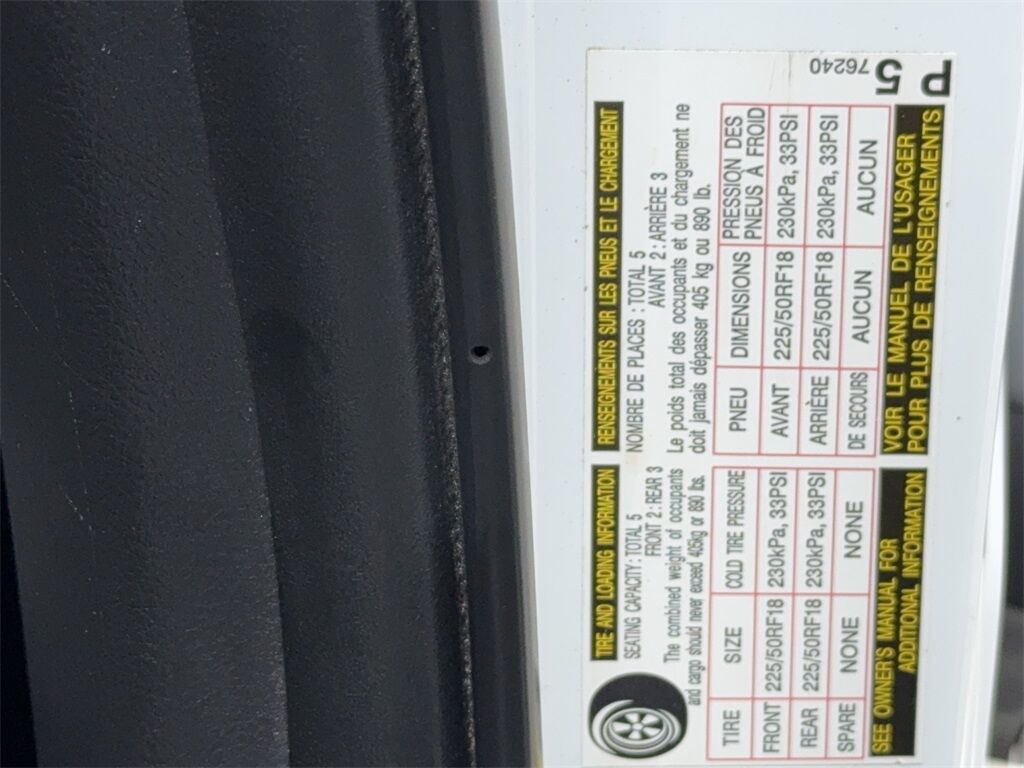 TIRE AND LOADING INFORMATION
SEATING CAPACITY: TOTAL 5
FRONT 2: REAR 3
The combined weight of occupants
and cargo should never exceed 405kg or 890 lbs.
TIRE SIZE COLD TIRE PRESSURE
FRONT 225/50RF18 230kPa, 33PSI
REAR 225/50RF18 230kPa, 33PSI
SPARE NONE NONE
SEE OWNER'S MANUAL FOR
ADDITIONAL INFORMATION
RENSEIGNEMENTS SUR LES PNEUS ET LE CHARGEMENT
NOMBRE DE PLACES : TOTAL 5
AVANT 2 : ARRIÈRE 3
Le poids total des occupants et du chargement ne
doit jamais dépasser 405 kg ou 890 lb.
PNEU DIMENSIONS PRESSION DES
PNEUS À FROID
AVANT 225/50RF18 230kPa, 33PSI
ARRIÈRE 225/50RF18 230kPa, 33PSI
DE SECOURS AUCUN AUCUN
VOIR LE MANUEL DE L'USAGER
POUR PLUS DE RENSEIGNEMENTS
76240
P5